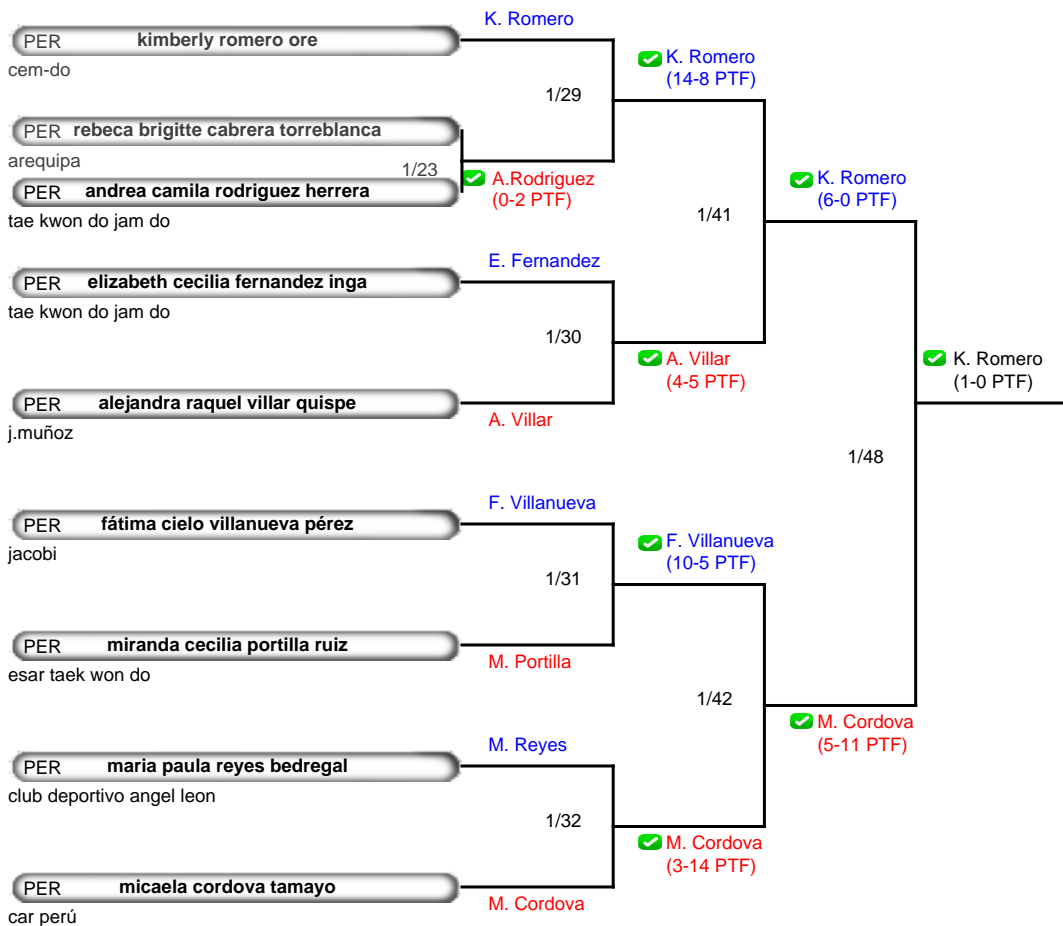 K. Romero
PER kimberly romero ore
cem-do
K. Romero
(14-8 PTF)
1/29
PER rebeca brigitte cabrera torreblanca
arequipa
1/23
A.Rodriguez
(0-2 PTF)
PER andrea camila rodriguez herrera
tae kwon do jam do
K. Romero
(6-0 PTF)
1/41
E. Fernandez
PER elizabeth cecilia fernandez inga
tae kwon do jam do
1/30
A. Villar
(4-5 PTF)
K. Romero
(1-0 PTF)
PER alejandra raquel villar quispe
A. Villar
j.muñoz
1/48
F. Villanueva
PER fátima cielo villanueva pérez
jacobi
F. Villanueva
(10-5 PTF)
1/31
PER miranda cecilia portilla ruiz
M. Portilla
esar taek won do
1/42
M. Cordova
(5-11 PTF)
M. Reyes
PER maria paula reyes bedregal
club deportivo angel leon
1/32
M. Cordova
(3-14 PTF)
PER micaela cordova tamayo
M. Cordova
car perú